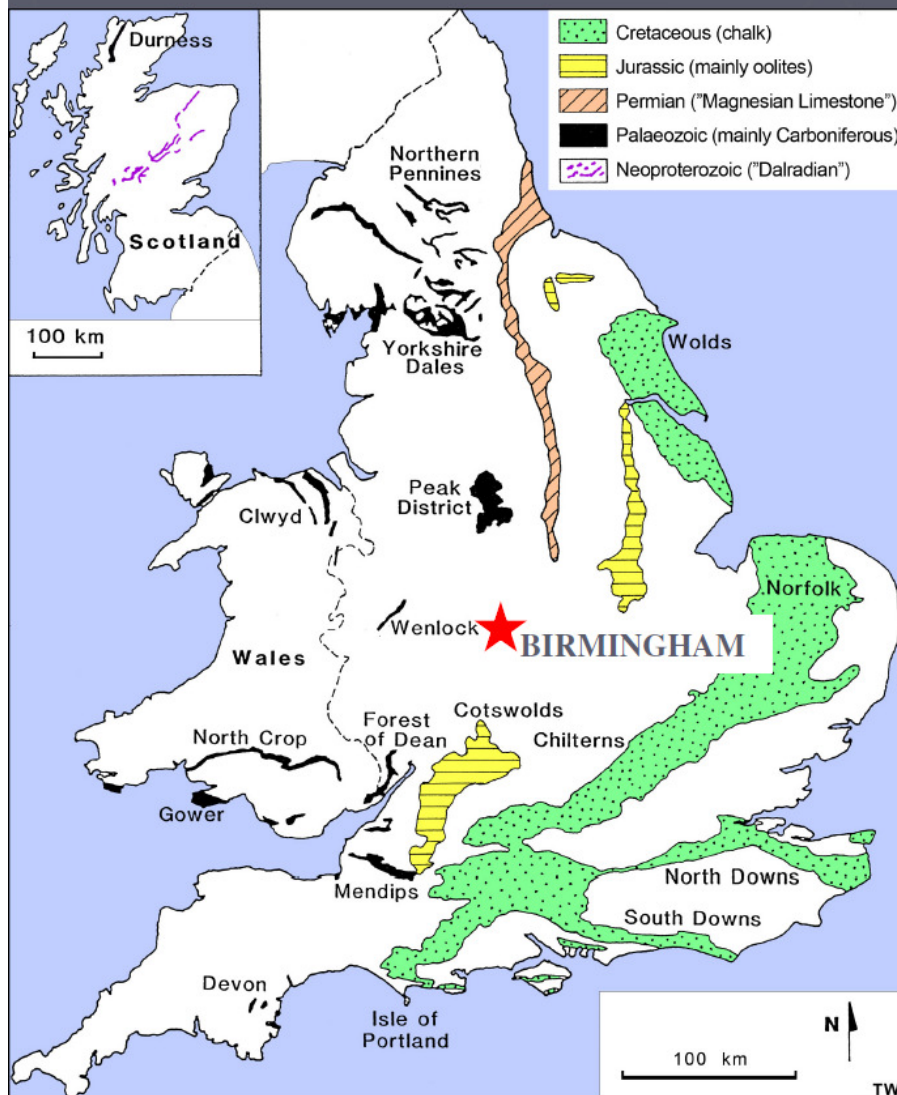 Durness
Scotland
100 km
Cretaceous (chalk)
Jurassic (mainly oolites)
Permian ("Magnesian Limestone")
Palaeozoic (mainly Carboniferous)
Neoproterozoic ("Dalradian")
Northern
Pennines
Yorkshire
Dales
Wolds
Peak
District
Clwyd
Norfolk
Wenlock
BIRMINGHAM
Wales
Cotswolds
Forest
of Dean
Chilterns
North Crop
Gower
Mendips
North Downs
South Downs
Devon
Isle of
Portland
N
100 km
TW